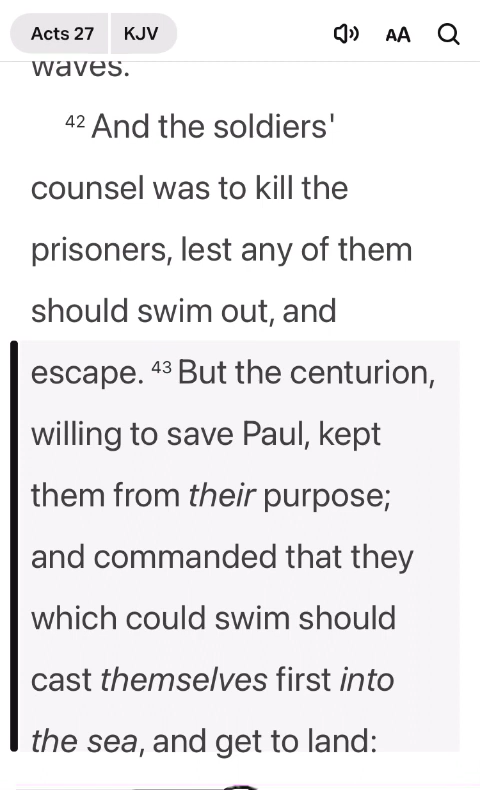 Acts 27 KJV AA
waves.
42 And the soldiers'
counsel was to kill the
prisoners, lest any of them
should swim out, and
escape. 43 But the centurion,
willing to save Paul, kept
them from their purpose;
and commanded that they
which could swim should
cast themselves first into
the sea, and get to land: